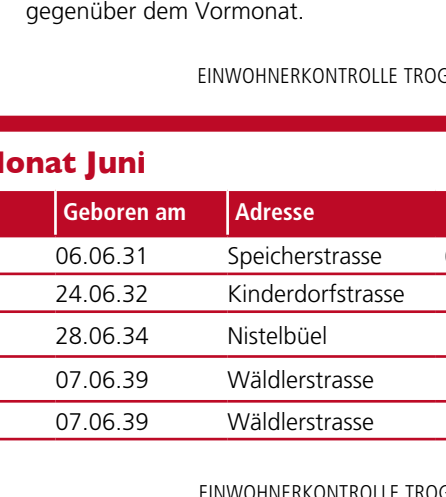 gegenüber dem Vormonat.
EINWOHNERKONTROLLE TROG
onat Juni
Geboren am Adresse
06.06.31 Speicherstrasse
24.06.32 Kinderdorfstrasse
28.06.34 Nistelbüel
07.06.39 Wäldlerstrasse
07.06.39 Wäldlerstrasse
EINWOHNERKONTROLLE TROG